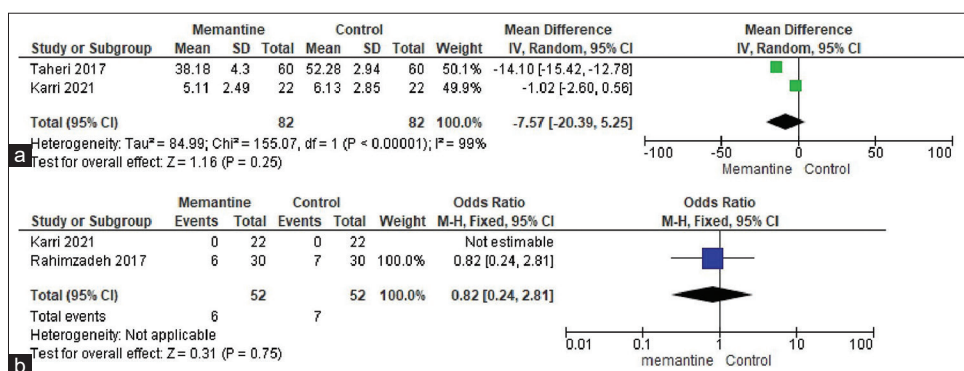 Memantine Control Mean Difference Mean Difference
Study or Subgroup Mean SD Total Mean SD Total Weight IV, Random, 95% CI IV, Random, 95% CI
Taheri 2017 38.18 4.3 60 52.28 2.94 60 50.1% -14.10 [-15.42, -12.78]
Karri 2021 5.11 2.49 22 6.13 2.85 22 49.9% -1.02 [-2.60, 0.56]
Total (95% CI) 82 82 100.0% -7.57 [-20.39, 5.25]
Heterogeneity: Tau² = 84.99; Chi² = 155.07, df = 1 (P < 0.00001); I² = 99%
Test for overall effect: Z = 1.16 (P = 0.25)
-100 -50 0 50 100
Memantine Control
a
Memantine Control Odds Ratio Odds Ratio
Study or Subgroup Events Total Events Total Weight M-H, Fixed, 95% CI M-H, Fixed, 95% CI
Karri 2021 0 22 0 22 Not estimable
Rahimzadeh 2017 6 30 7 30 100.0% 0.82 [0.24, 2.81]
Total (95% CI) 52 52 100.0% 0.82 [0.24, 2.81]
Total events 6 7
Heterogeneity: Not applicable
Test for overall effect: Z = 0.31 (P = 0.75)
0.01 0.1 1 10 100
memantine Control
b